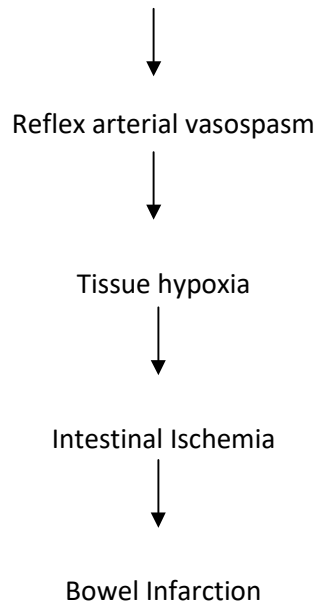 Reflex arterial vasospasm
Tissue hypoxia
Intestinal Ischemia
Bowel Infarction